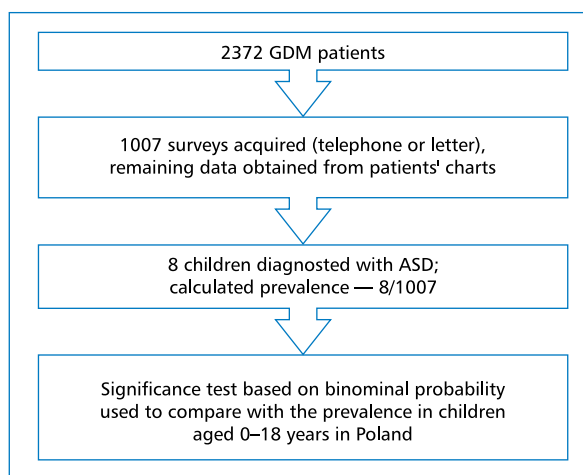 2372 GDM patients
1007 surveys acquired (telephone or letter),
remaining data obtained from patients' charts
8 children diagnosed with ASD;
calculated prevalence — 8/1007
Significance test based on binominal probability
used to compare with the prevalence in children
aged 0–18 years in Poland